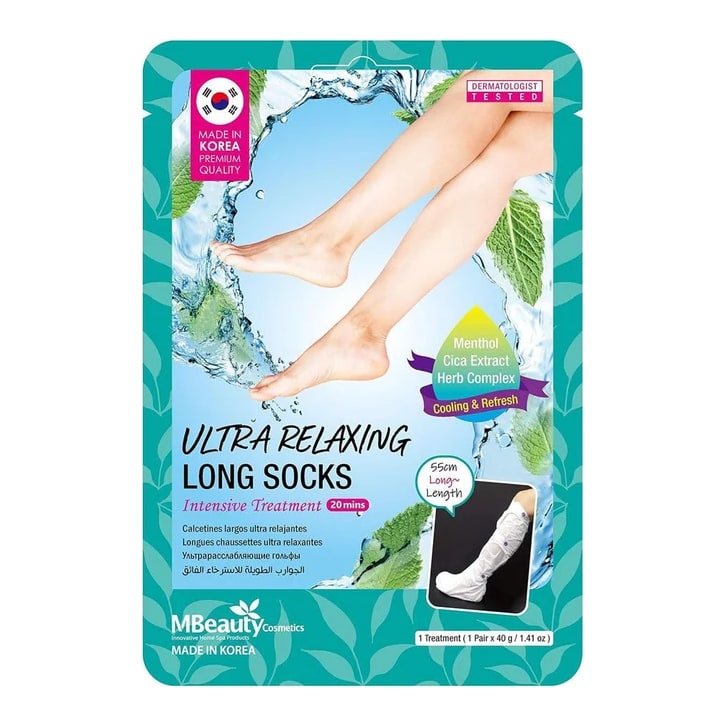 MADE IN
KOREA
PREMIUM
QUALITY
DERMATOLOGIST
TESTED
Menthol
Cica Extract
Herb Complex
Cooling & Refresh
ULTRA RELAXING
LONG SOCKS
Intensive Treatment 20 mins
55cm
Long~
Length
Calcetines largos ultra relajantes
Longues chaussettes ultra relaxantes
Ультрарасслабляющие гольфы
الجوارب الطويلة للاسترخاء الفائق
MBeauty Cosmetics
Innovative Home Spa Products
MADE IN KOREA
1 Treatment ( 1 Pair x 40 g / 1.41 oz )